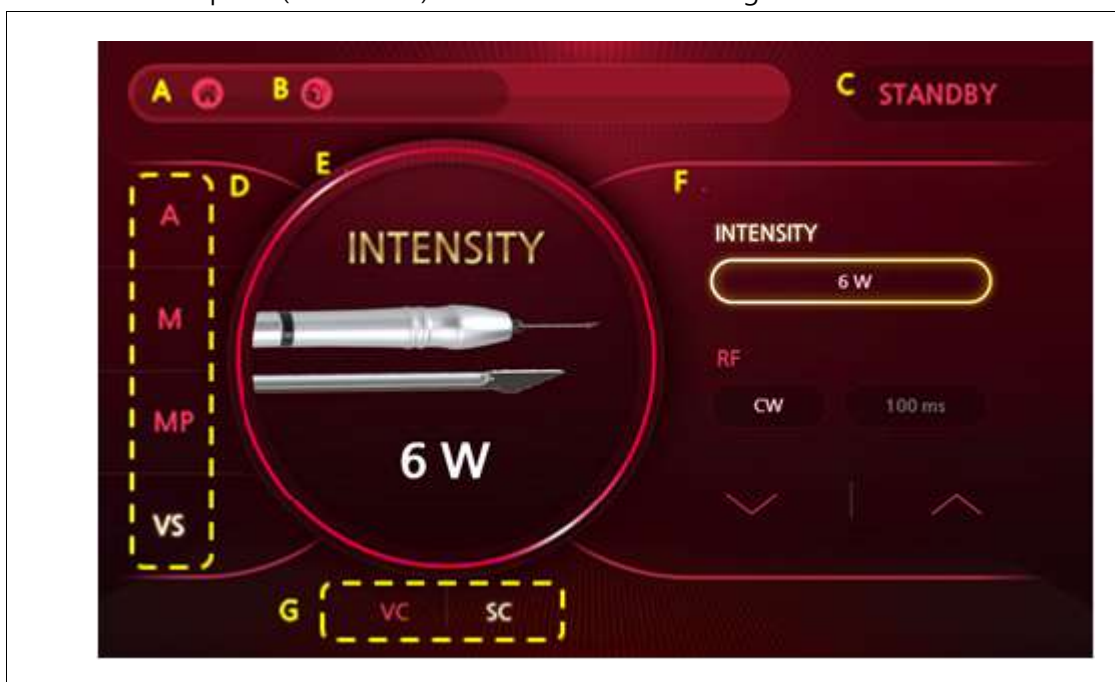 A B C STANDBY
D E F
A
INTENSITY
INTENSITY
6 W
M
RF
CW 100 ms
MP
6 W
VS
G VC SC